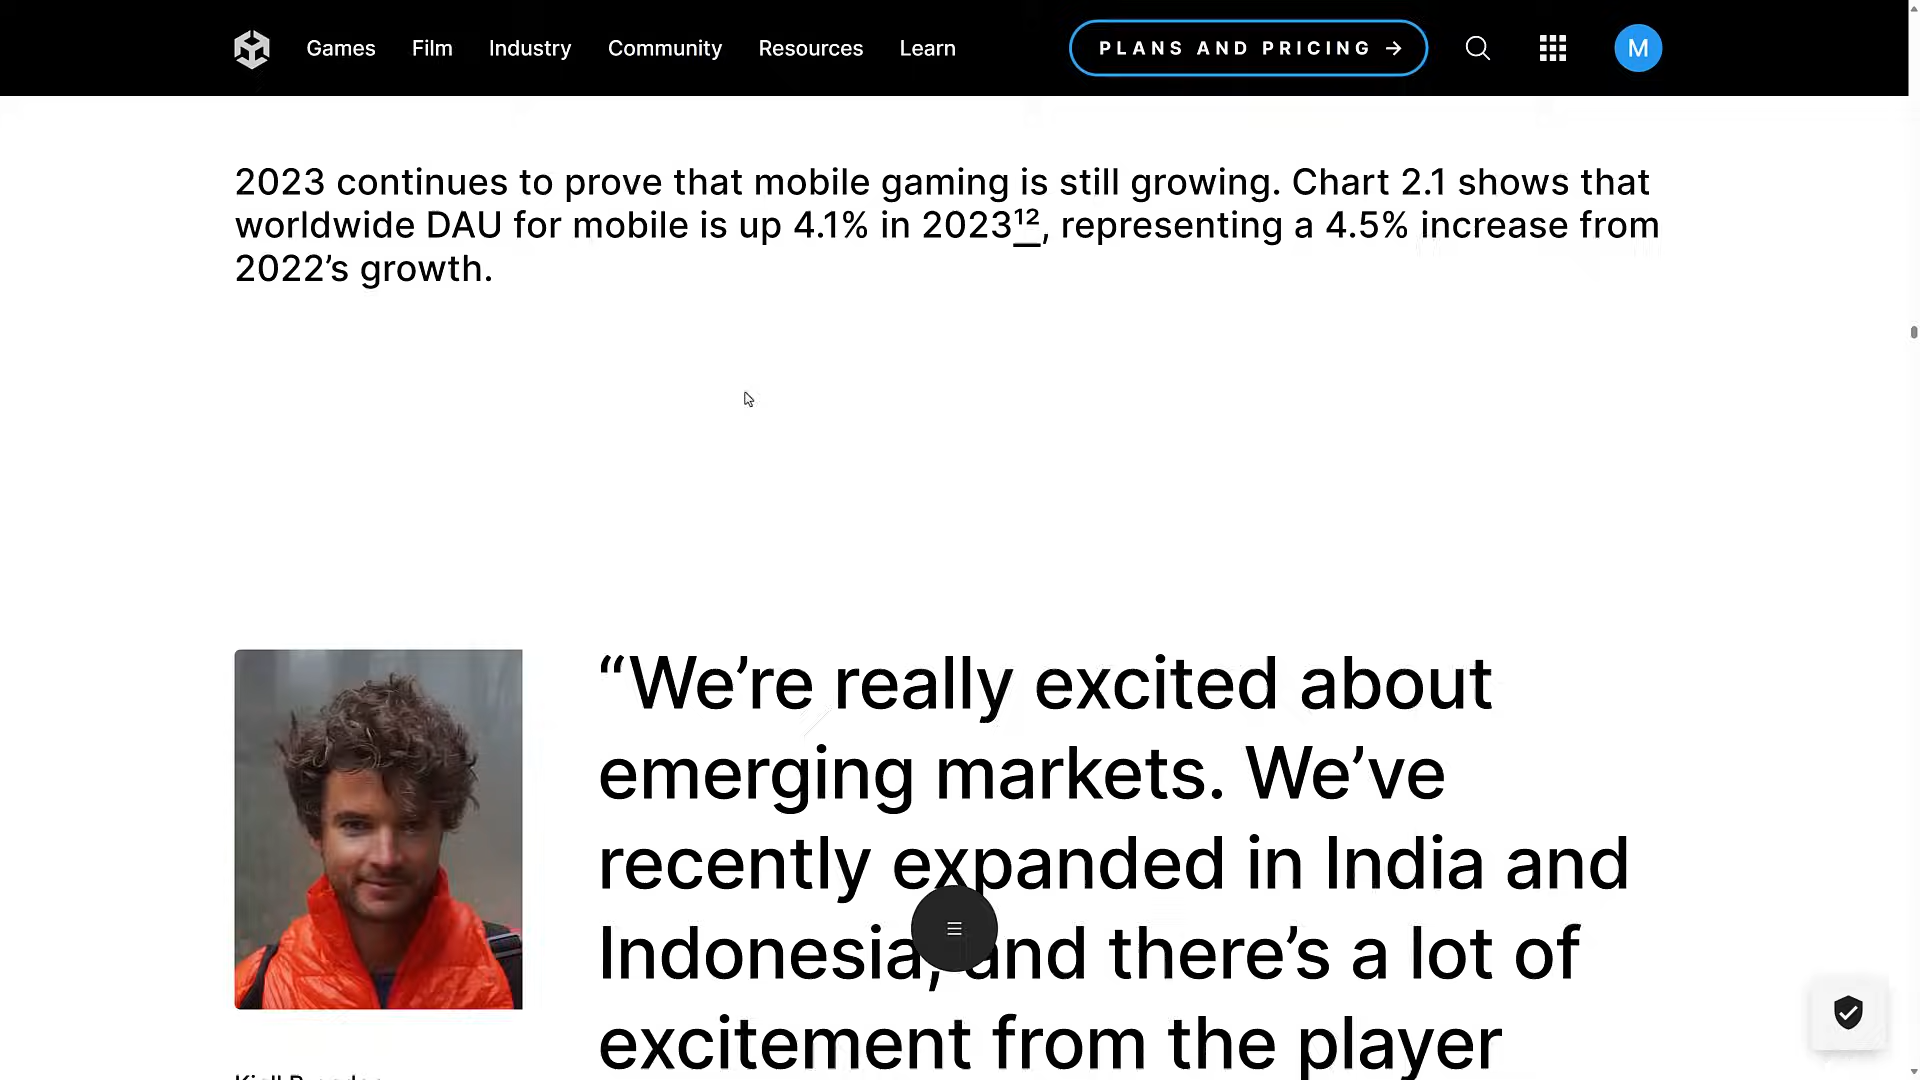 Games Film Industry Community Resources Learn PLANS AND PRICING → M
2023 continues to prove that mobile gaming is still growing. Chart 2.1 shows that
worldwide DAU for mobile is up 4.1% in 2023¹², representing a 4.5% increase from
2022’s growth.
“We’re really excited about
emerging markets. We’ve
recently expanded in India and
Indonesia, and there’s a lot of
excitement from the player